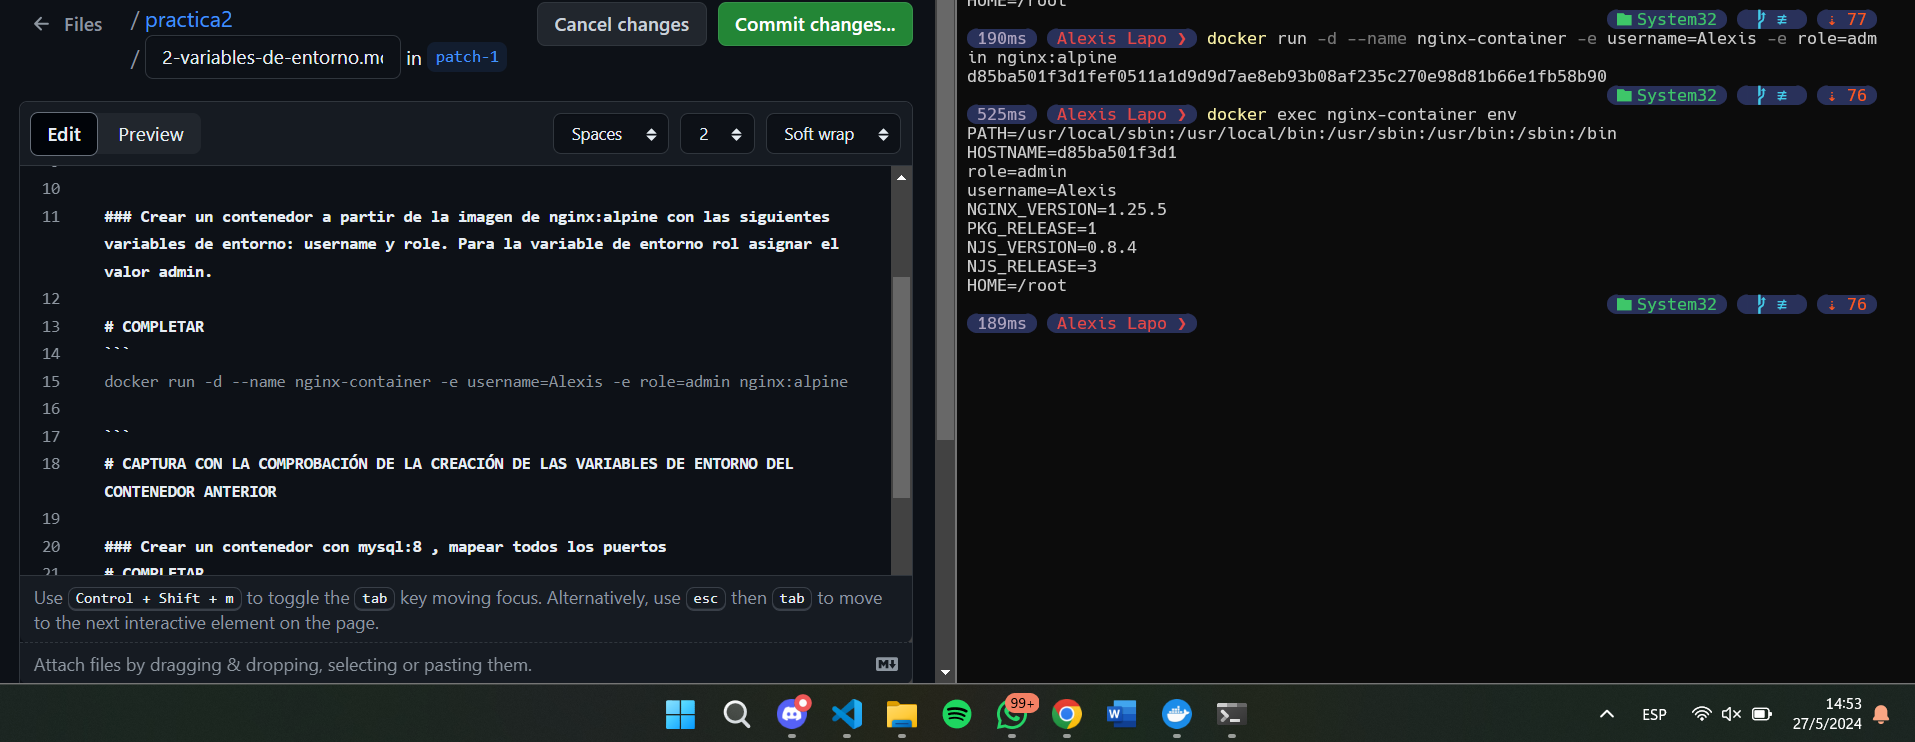 Files
/ practica2
/ 2-variables-de-entorno.md in patch-1
Cancel changes
Commit changes...
Edit
Preview
Spaces
2
Soft wrap
10
11 ### Crear un contenedor a partir de la imagen de nginx:alpine con las siguientes
variables de entorno: username y role. Para la variable de entorno rol asignar el
valor admin.
12
13 # COMPLETAR
14 ```
15 docker run -d --name nginx-container -e username=Alexis -e role=admin nginx:alpine
16
17 ```
18 # CAPTURA CON LA COMPROBACIÓN DE LA CREACIÓN DE LAS VARIABLES DE ENTORNO DEL
CONTENEDOR ANTERIOR
19
20 ### Crear un contenedor con mysql:8 , mapear todos los puertos
21 # COMPLETAR
Use Control + Shift + m to toggle the tab key moving focus. Alternatively, use esc then tab to move
to the next interactive element on the page.
Attach files by dragging & dropping, selecting or pasting them.
HOME=/root
System32 ≢ ↓ 77
190ms Alexis Lapo ❯ docker run -d --name nginx-container -e username=Alexis -e role=adm
in nginx:alpine
d85ba501f3d1fef0511a1d9d9d7ae8eb93b08af235c270e98d81b66e1fb58b90
System32 ≢ ↓ 76
525ms Alexis Lapo ❯ docker exec nginx-container env
PATH=/usr/local/sbin:/usr/local/bin:/usr/sbin:/usr/bin:/sbin:/bin
HOSTNAME=d85ba501f3d1
role=admin
username=Alexis
NGINX_VERSION=1.25.5
PKG_RELEASE=1
NJS_VERSION=0.8.4
NJS_RELEASE=3
HOME=/root
System32 ≢ ↓ 76
189ms Alexis Lapo ❯
99+
ESP
14:53
27/5/2024